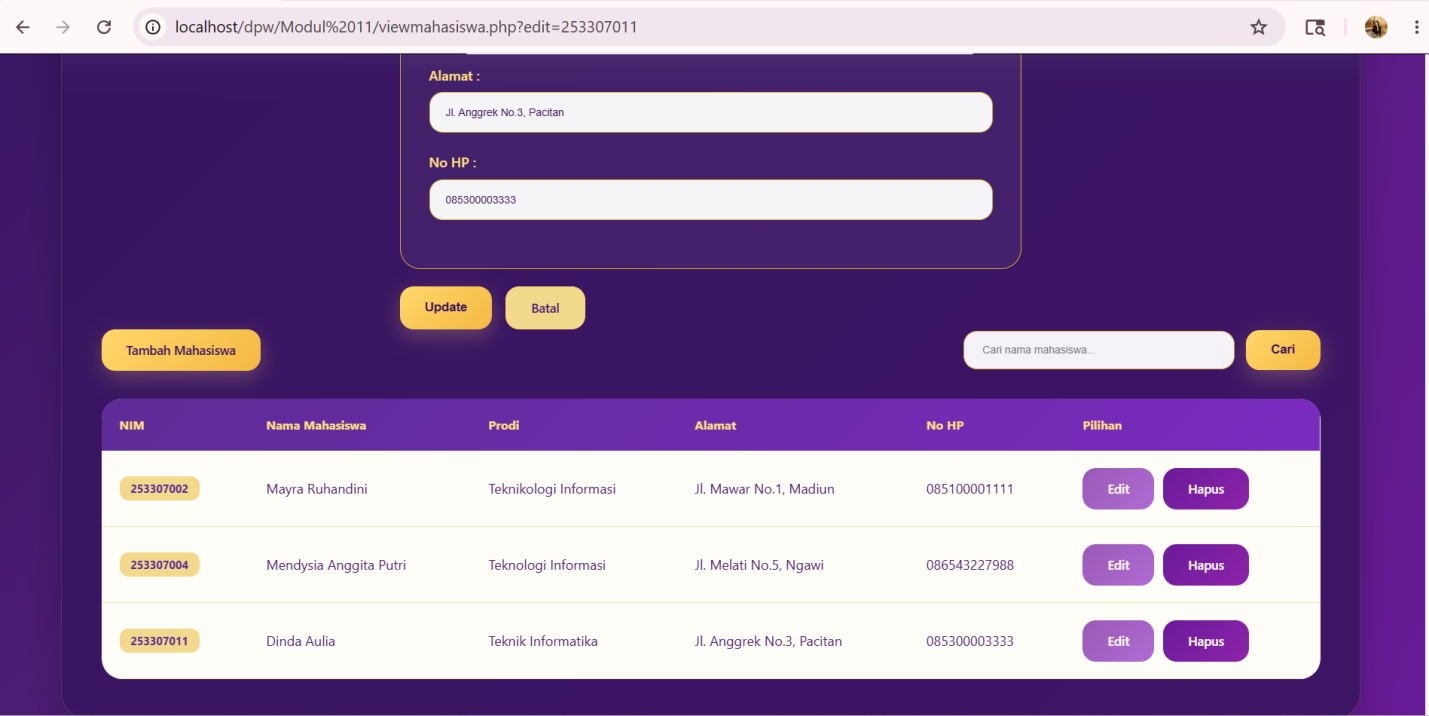 localhost/dpw/Modul%2011/viewmahasiswa.php?edit=253307011
Alamat :
Jl. Anggrek No.3, Pacitan
No HP :
085300003333
Update Batal
Tambah Mahasiswa Cari nama mahasiswa... Cari
NIM Nama Mahasiswa Prodi Alamat No HP Pilihan
253307002 Mayra Ruhandini Teknikologi Informasi Jl. Mawar No.1, Madiun 085100001111 Edit Hapus
253307004 Mendysia Anggita Putri Teknologi Informasi Jl. Melati No.5, Ngawi 086543227988 Edit Hapus
253307011 Dinda Aulia Teknik Informatika Jl. Anggrek No.3, Pacitan 085300003333 Edit Hapus